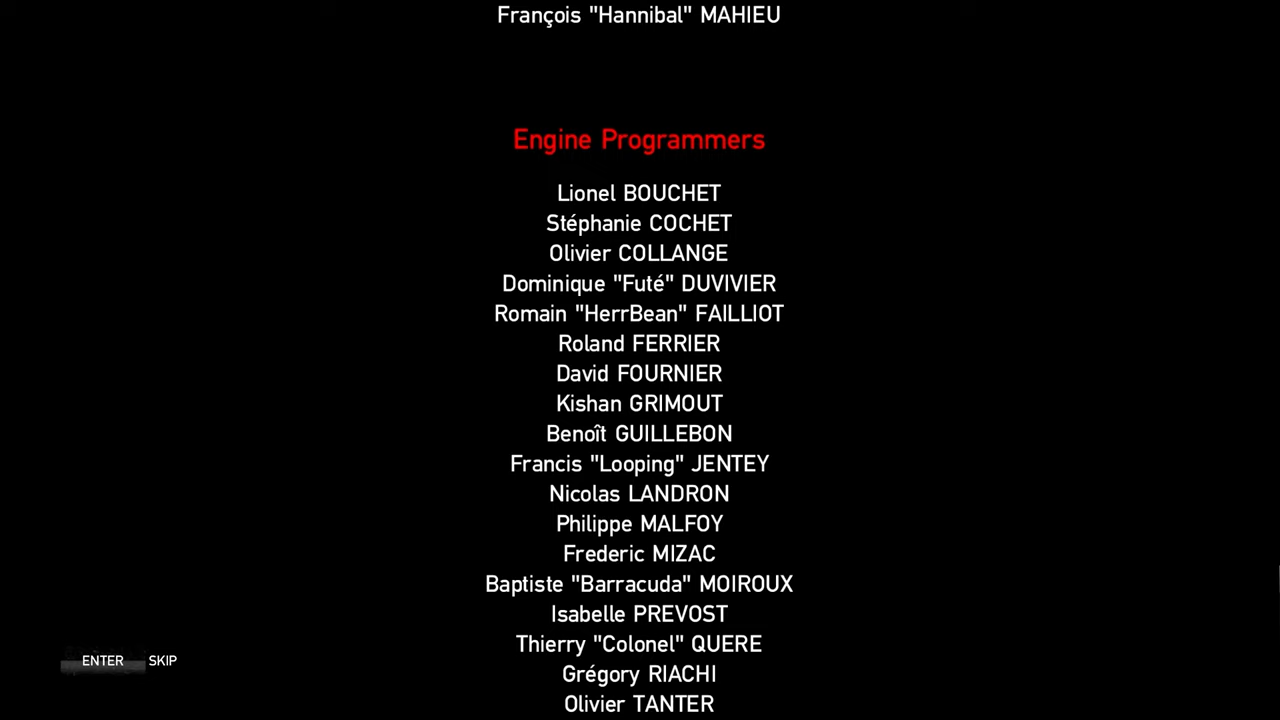 François "Hannibal" MAHIEU
Engine Programmers
Lionel BOUCHET
Stéphanie COCHET
Olivier COLLANGE
Dominique "Futé" DUVIVIER
Romain "HerrBean" FAILLIOT
Roland FERRIER
David FOURNIER
Kishan GRIMOUT
Benoît GUILLEBON
Francis "Looping" JENTEY
Nicolas LANDRON
Philippe MALFOY
Frederic MIZAC
Baptiste "Barracuda" MOIROUX
Isabelle PREVOST
Thierry "Colonel" QUERE
Grégory RIACHI
Olivier TANTER
ENTER SKIP